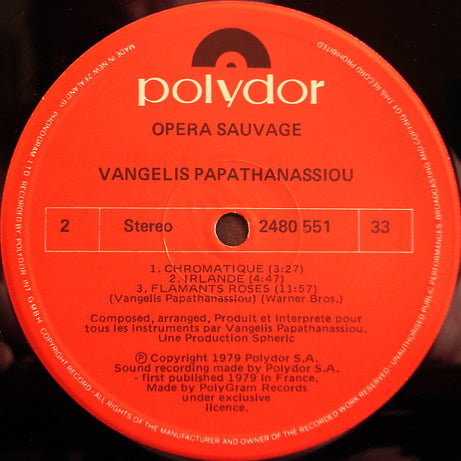 polydor
OPERA SAUVAGE
VANGELIS PAPATHANASSIOU
2 Stereo 2480 551 33
1. CHROMATIQUE (3:27)
2. IRLANDE (4:47)
3. FLAMANTS ROSES (11:57)
(Vangelis Papathanassiou) (Warner Bros.)
Composed, arranged, Produit et interprete pour
tous les instruments par Vangelis Papathanassiou.
Une Production Spheric
Ⓟ Copyright 1979 Polydor S.A.
Sound recording made by Polydor S.A.
- first published 1979 in France.
Made by PolyGram Records
under exclusive
licence.
MADE IN NEW ZEALAND BY PHONOGRAM LTD. RECORDED BY POLYDOR INT. GMBH COPYRIGHT RECORD - ALL RIGHTS OF THE MANUFACTURER AND OWNER OF THE RECORDED WORK RESERVED - UNAUTHORISED PUBLIC PERFORMANCES, BROADCASTING AND COPYING OF THIS RECORD PROHIBITED